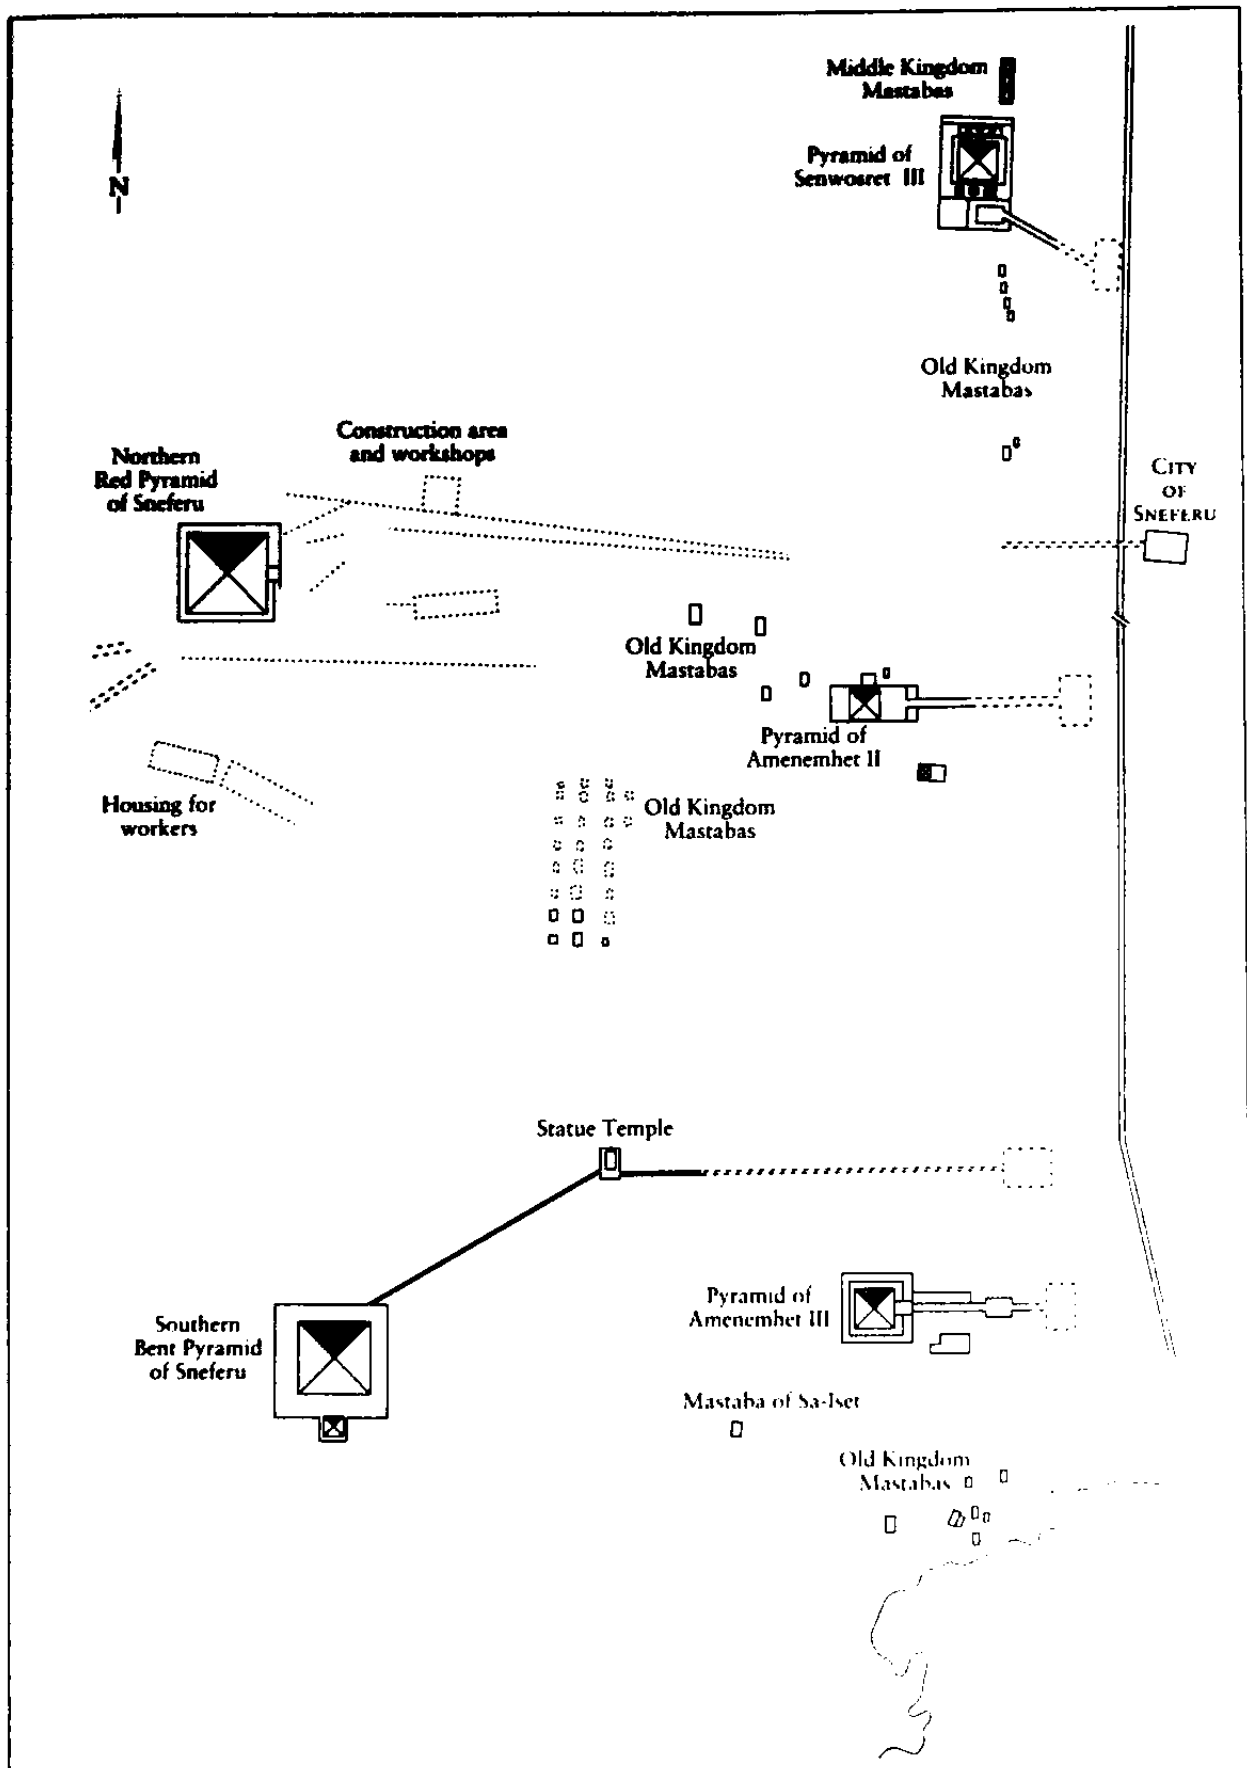 Middle Kingdom
Mastabas
Pyramid of
Senwosret III
N
Old Kingdom
Mastabas
Construction area
and workshops
Northern
Red Pyramid
of Sneferu
CITY
OF
SNEFERU
Old Kingdom
Mastabas
Pyramid of
Amenemhet II
Housing for
workers
Old Kingdom
Mastabas
Statue Temple
Pyramid of
Amenemhet III
Southern
Bent Pyramid
of Sneferu
Mastaba of Sa-Iset
Old Kingdom
Mastabas